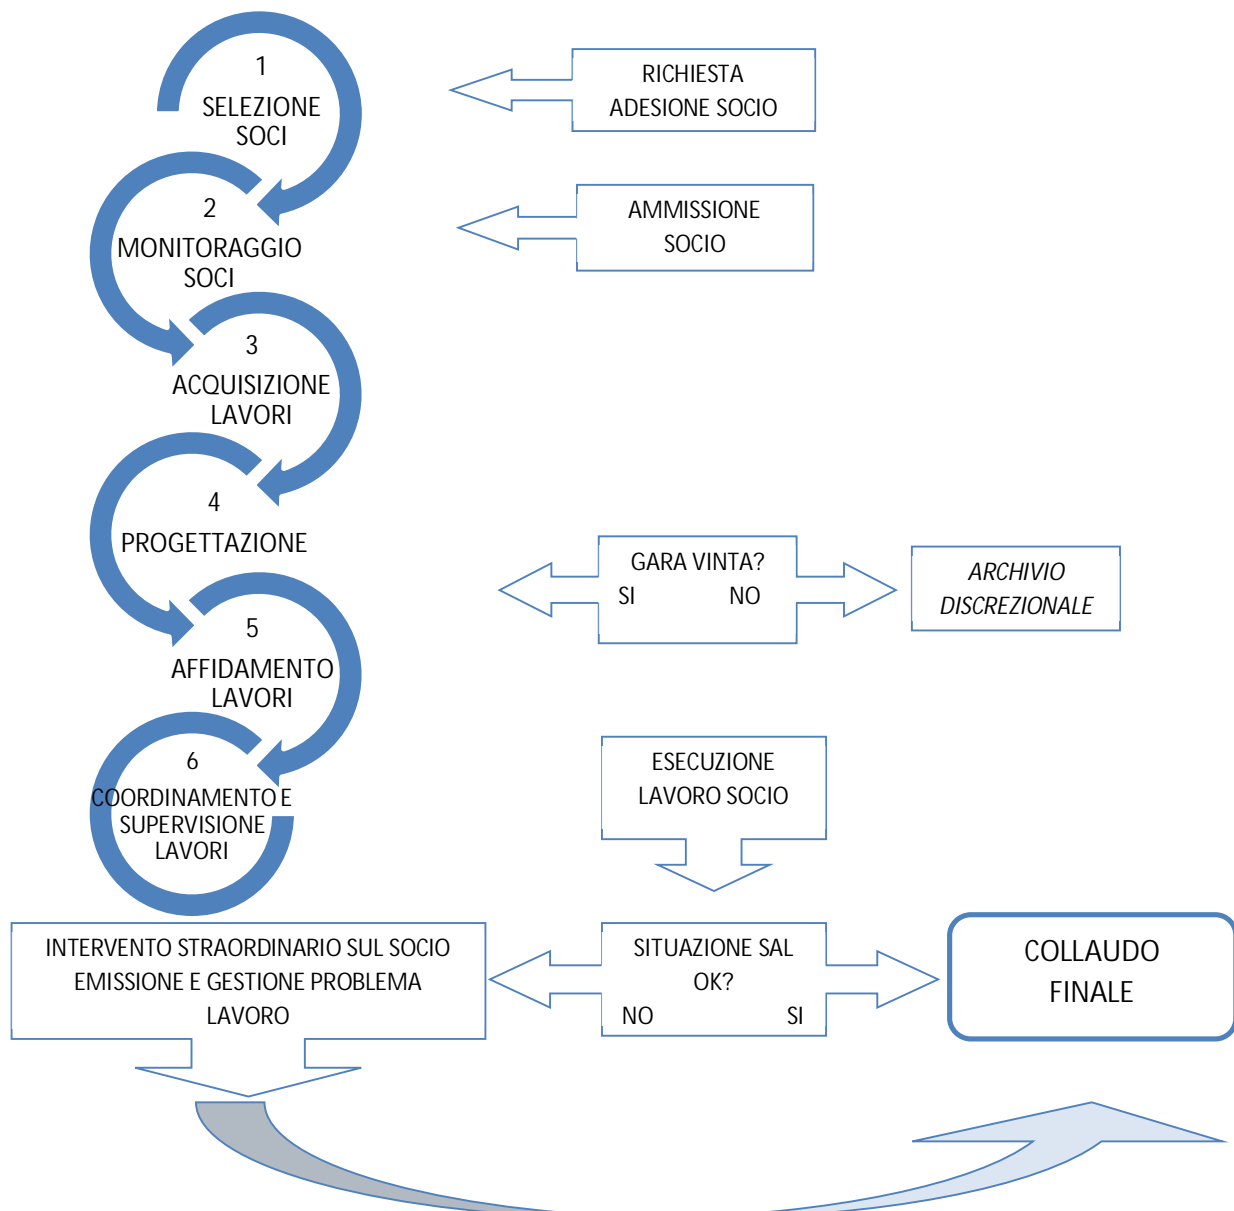 1
SELEZIONE
SOCI
RICHIESTA
ADESIONE SOCIO
2
MONITORAGGIO
SOCI
AMMISSIONE
SOCIO
3
ACQUISIZIONE
LAVORI
4
PROGETTAZIONE
GARA VINTA?
SI NO
ARCHIVIO
DISCREZIONALE
5
AFFIDAMENTO
LAVORI
6
COORDINAMENTO E
SUPERVISIONE
LAVORI
ESECUZIONE
LAVORO SOCIO
INTERVENTO STRAORDINARIO SUL SOCIO
EMISSIONE E GESTIONE PROBLEMA
LAVORO
SITUAZIONE SAL
OK?
NO SI
COLLAUDO
FINALE